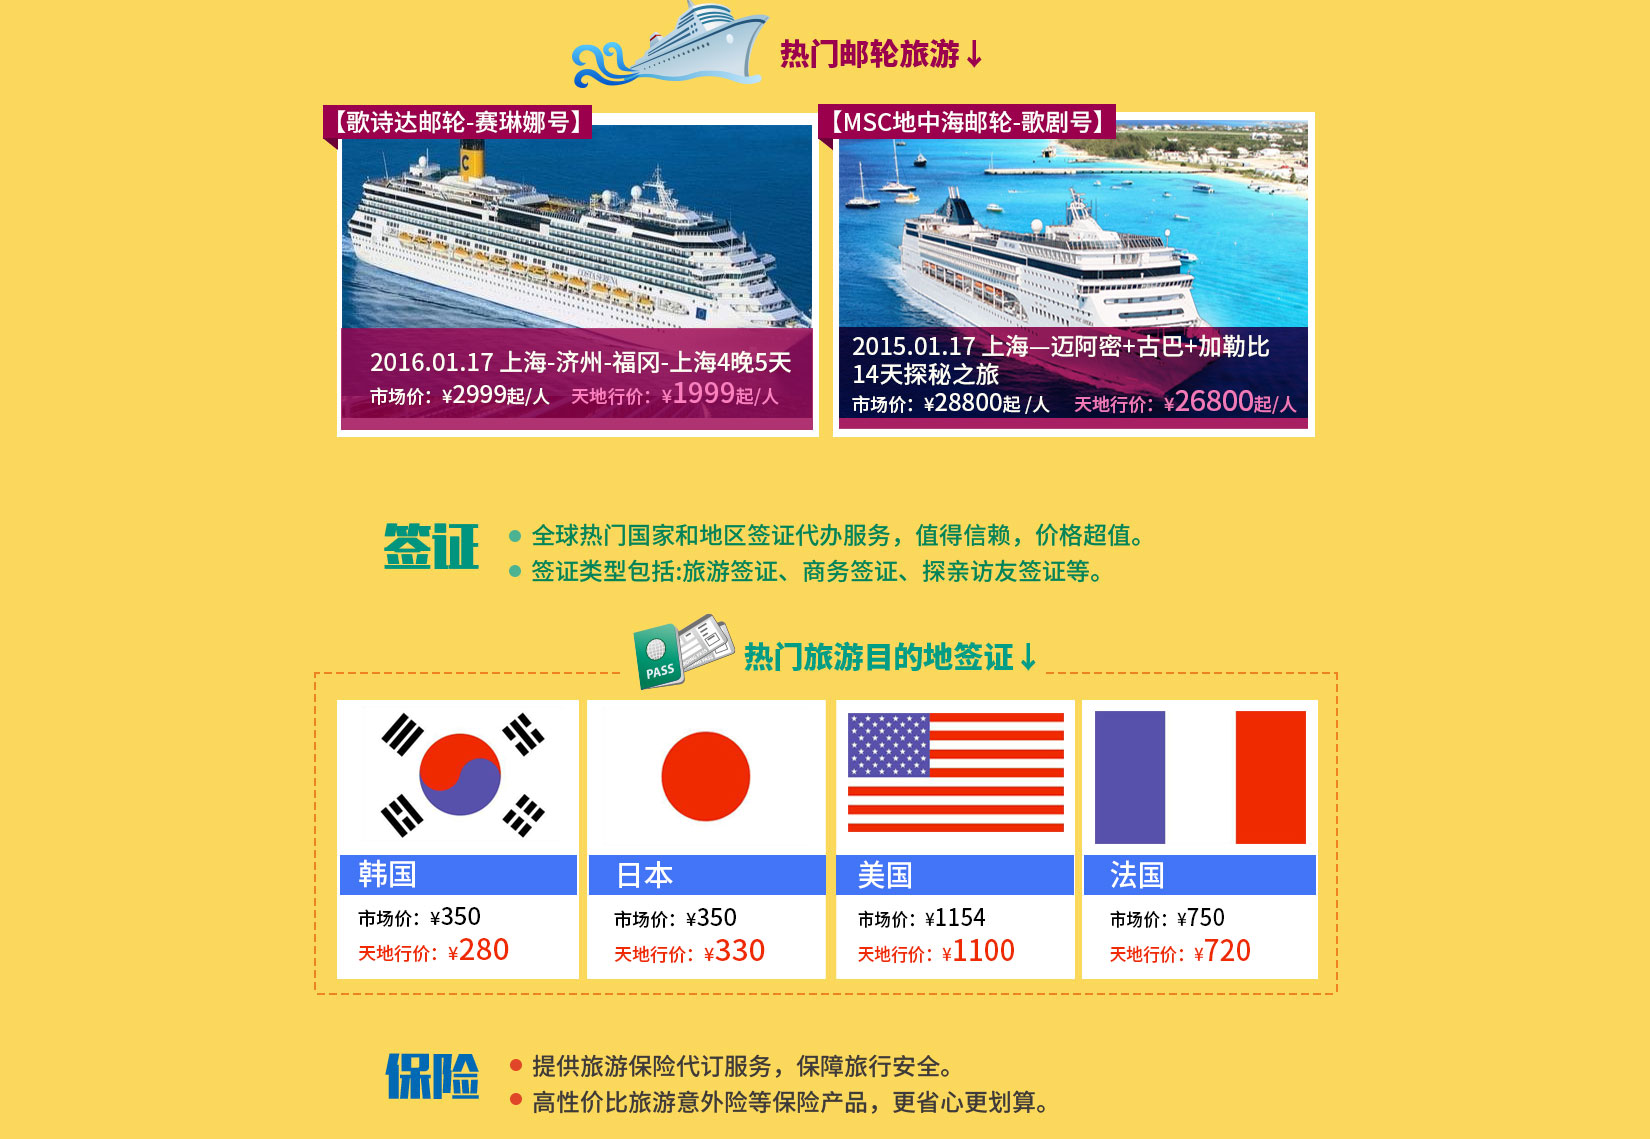 热门邮轮旅游↓
【歌诗达邮轮-赛琳娜号】
【MSC地中海邮轮-歌剧号】
C
2016.01.17 上海-济州-福冈-上海4晚5天
市场价：¥2999起/人 天地行价：¥1999起/人
2015.01.17 上海—迈阿密+古巴+加勒比
14天探秘之旅
市场价：¥28800起 /人 天地行价：¥26800起/人
签证
全球热门国家和地区签证代办服务，值得信赖，价格超值。
签证类型包括:旅游签证、商务签证、探亲访友签证等。
PASS
热门旅游目的地签证↓
韩国
市场价：¥350
天地行价：¥280
日本
市场价：¥350
天地行价：¥330
美国
市场价：¥1154
天地行价：¥1100
法国
市场价：¥750
天地行价：¥720
保险
提供旅游保险代订服务，保障旅行安全。
高性价比旅游意外险等保险产品，更省心更划算。